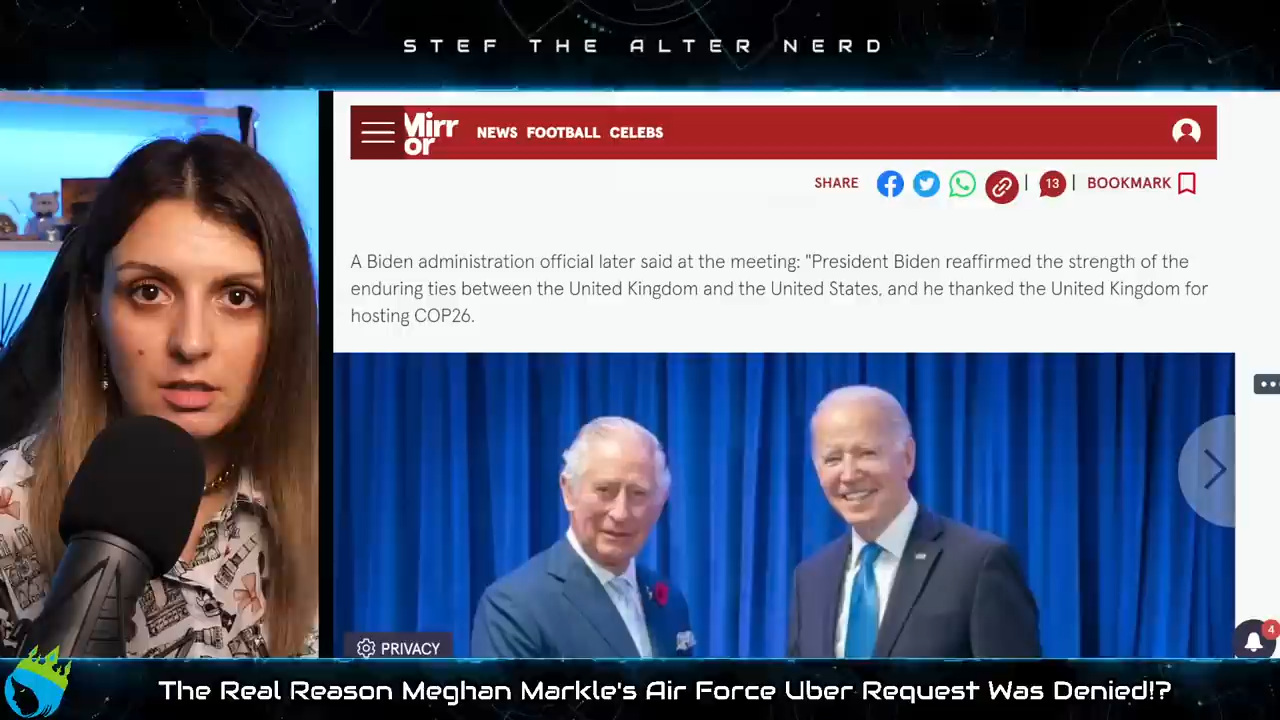 STEF THE ALTER NERD
Mirr
or
NEWS FOOTBALL CELEBS
SHARE
13
BOOKMARK
A Biden administration official later said at the meeting: "President Biden reaffirmed the strength of the
enduring ties between the United Kingdom and the United States, and he thanked the United Kingdom for
hosting COP26.
PRIVACY
4
The Real Reason Meghan Markle's Air Force Uber Request Was Denied!?